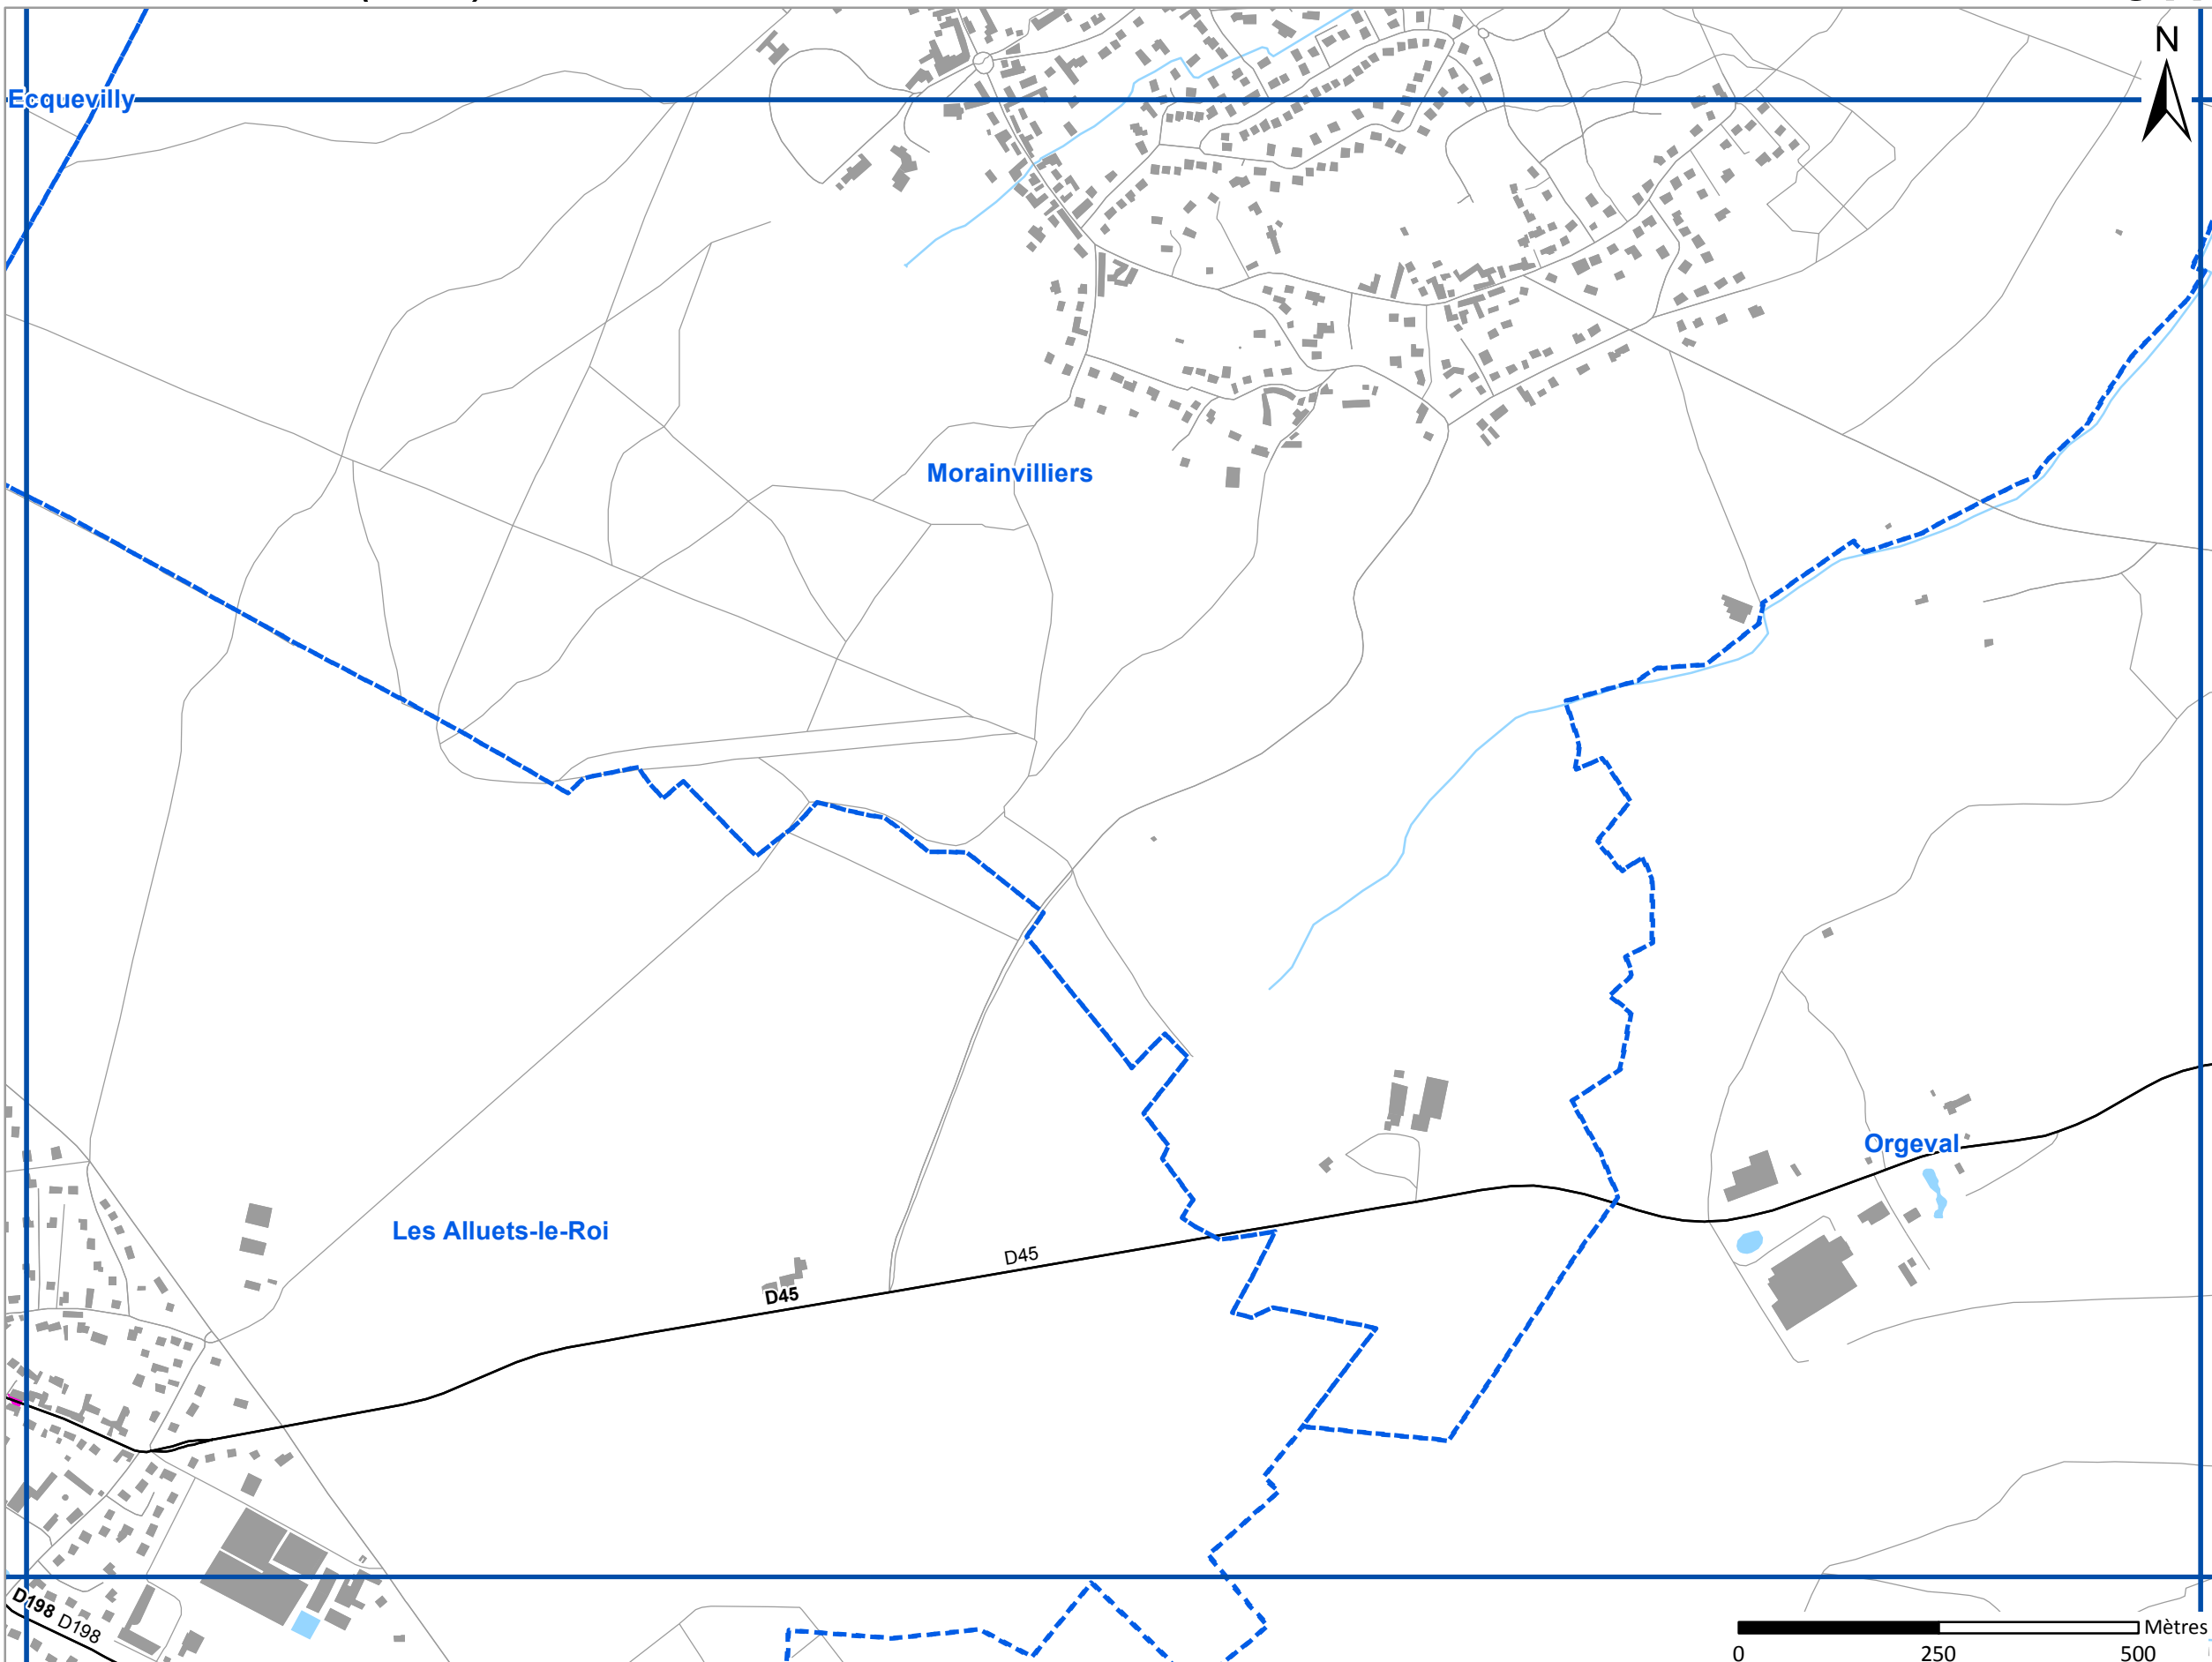 N
Ecquevilly
Morainvilliers
Orgeval
Les Alluets-le-Roi
D45
D45
D198
D198
Mètres
0 250 500